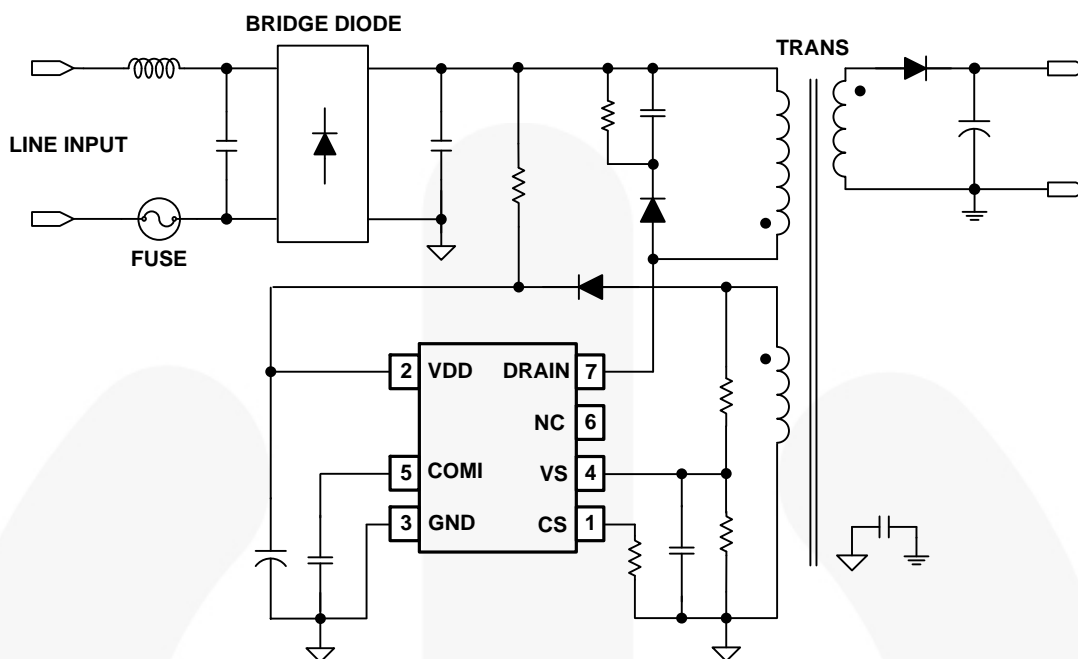 BRIDGE DIODE
TRANS
LINE INPUT
FUSE
2 VDD DRAIN 7
NC 6
5 COMI VS 4
3 GND CS 1